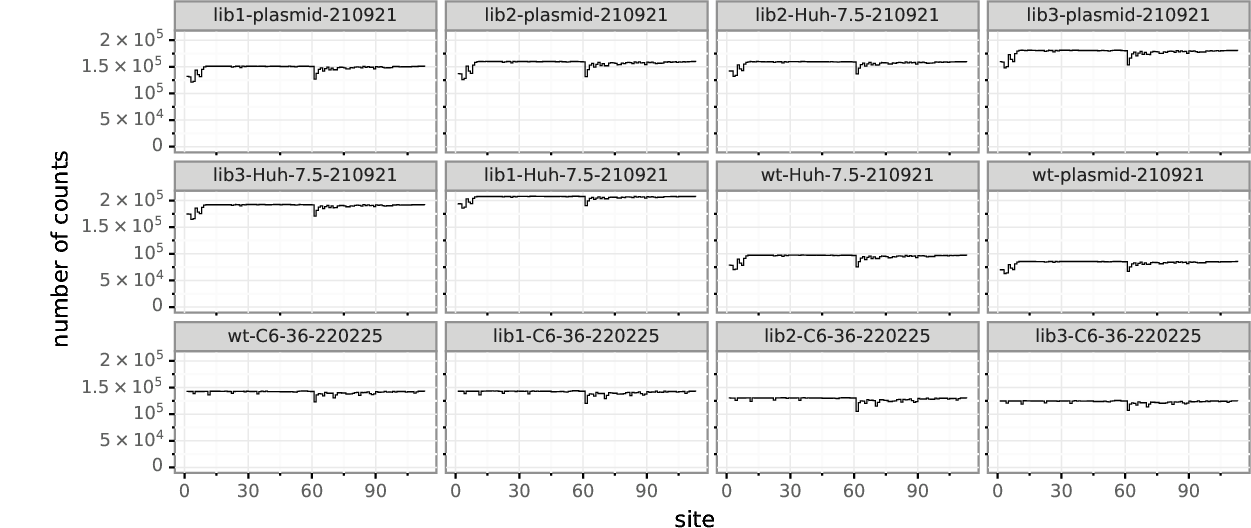 lib1-plasmid-210921 lib2-plasmid-210921 lib2-Huh-7.5-210921 lib3-plasmid-210921
2 × 10⁵
1.5 × 10⁵
10⁵
5 × 10⁴
0
lib3-Huh-7.5-210921 lib1-Huh-7.5-210921 wt-Huh-7.5-210921 wt-plasmid-210921
number of counts
2 × 10⁵
1.5 × 10⁵
10⁵
5 × 10⁴
0
wt-C6-36-220225 lib1-C6-36-220225 lib2-C6-36-220225 lib3-C6-36-220225
2 × 10⁵
1.5 × 10⁵
10⁵
5 × 10⁴
0
0 30 60 90 0 30 60 90 0 30 60 90 0 30 60 90
site